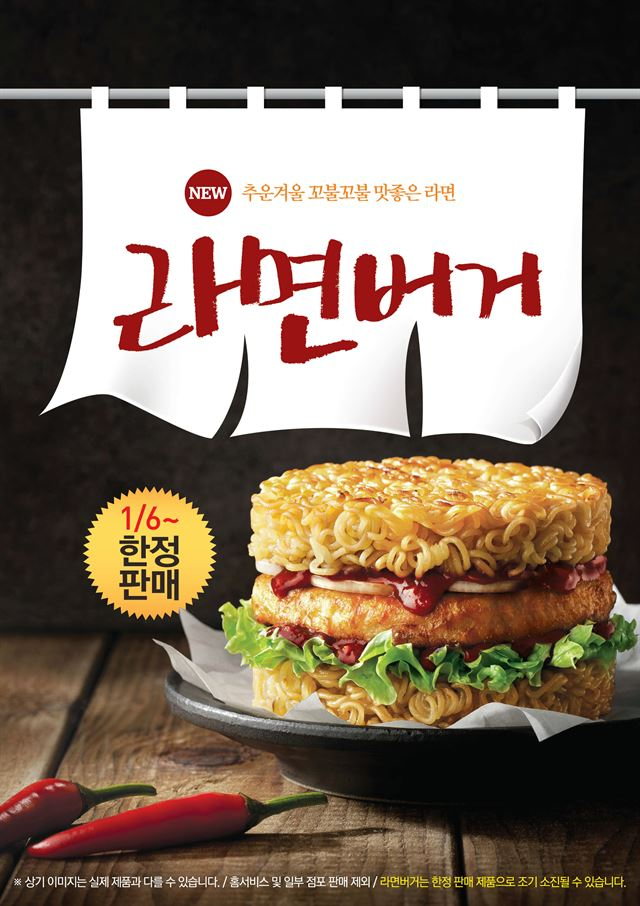 NEW 추운겨울 꼬불꼬불 맛좋은 라면
라면버거
1/6~
한정
판매
※ 상기 이미지는 실제 제품과 다를 수 있습니다. / 홈서비스 및 일부 점포 판매 제외 / 라면버거는 한정 판매 제품으로 조기 소진될 수 있습니다.